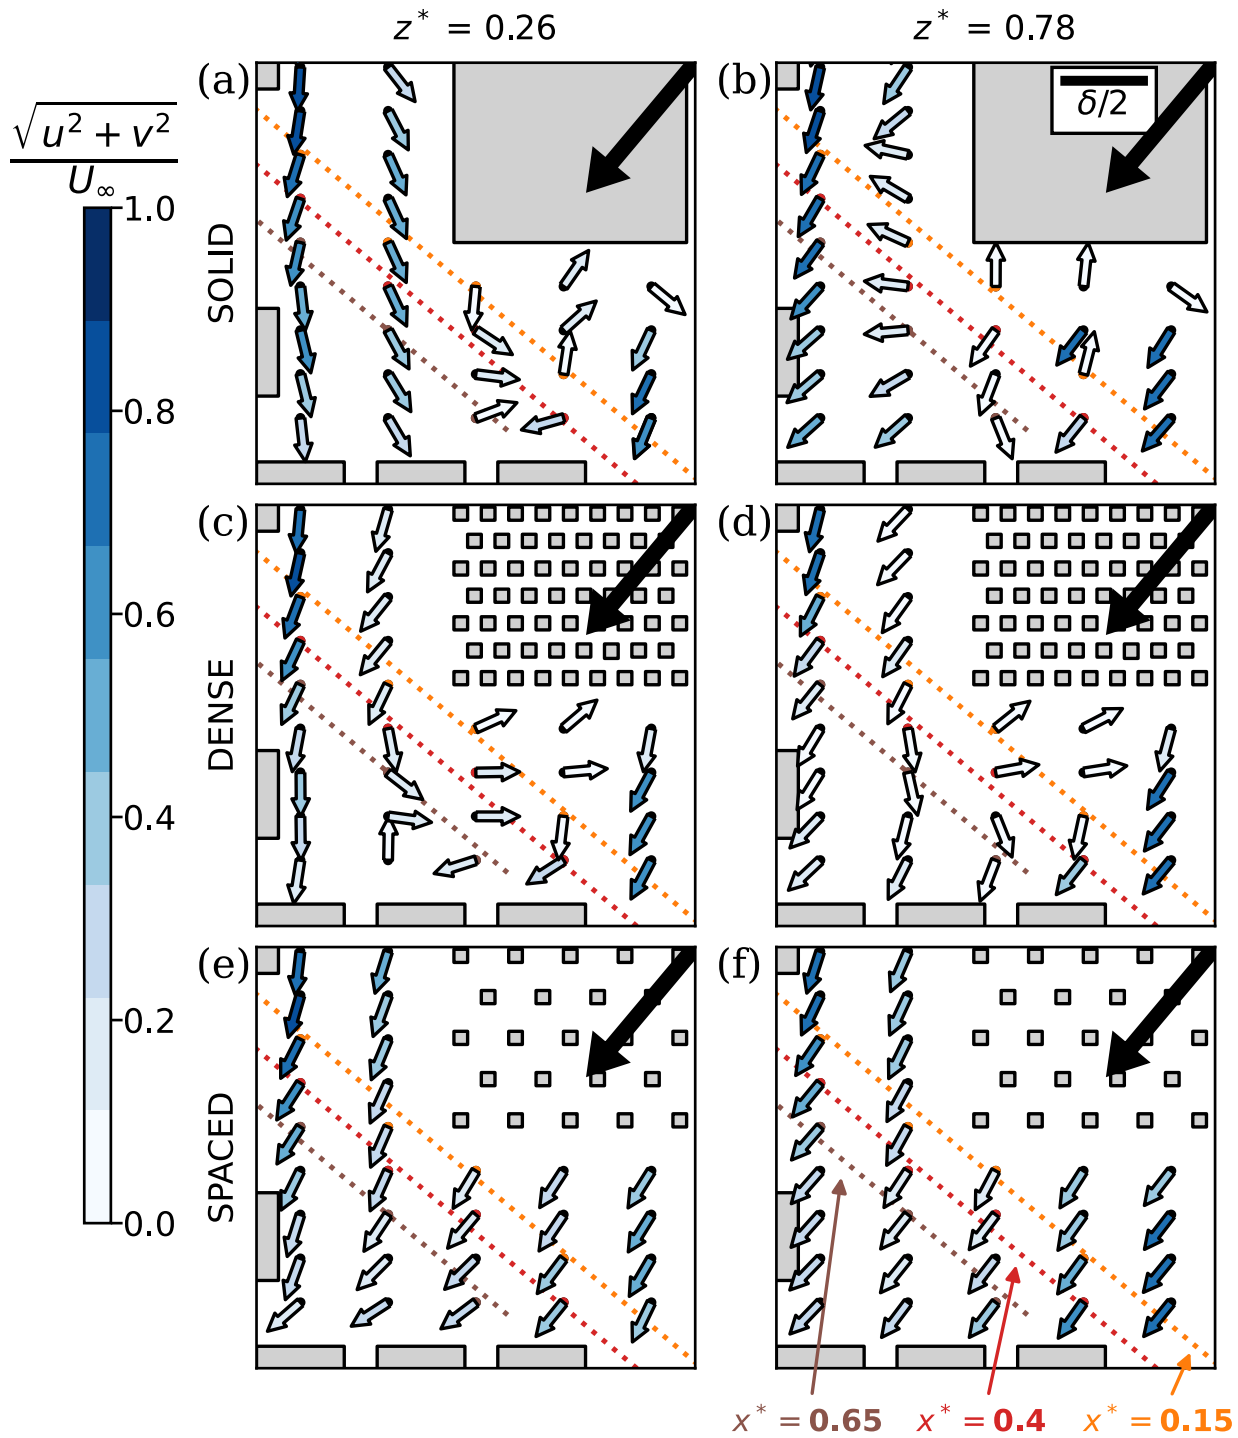 z* = 0.26
z* = 0.78
(a)
(b)
δ/2
√(u² + v²)
U∞
1.0
0.8
0.6
0.4
0.2
0.0
SOLID
(c)
(d)
DENSE
(e)
(f)
SPACED
x* = 0.65
x* = 0.4
x* = 0.15